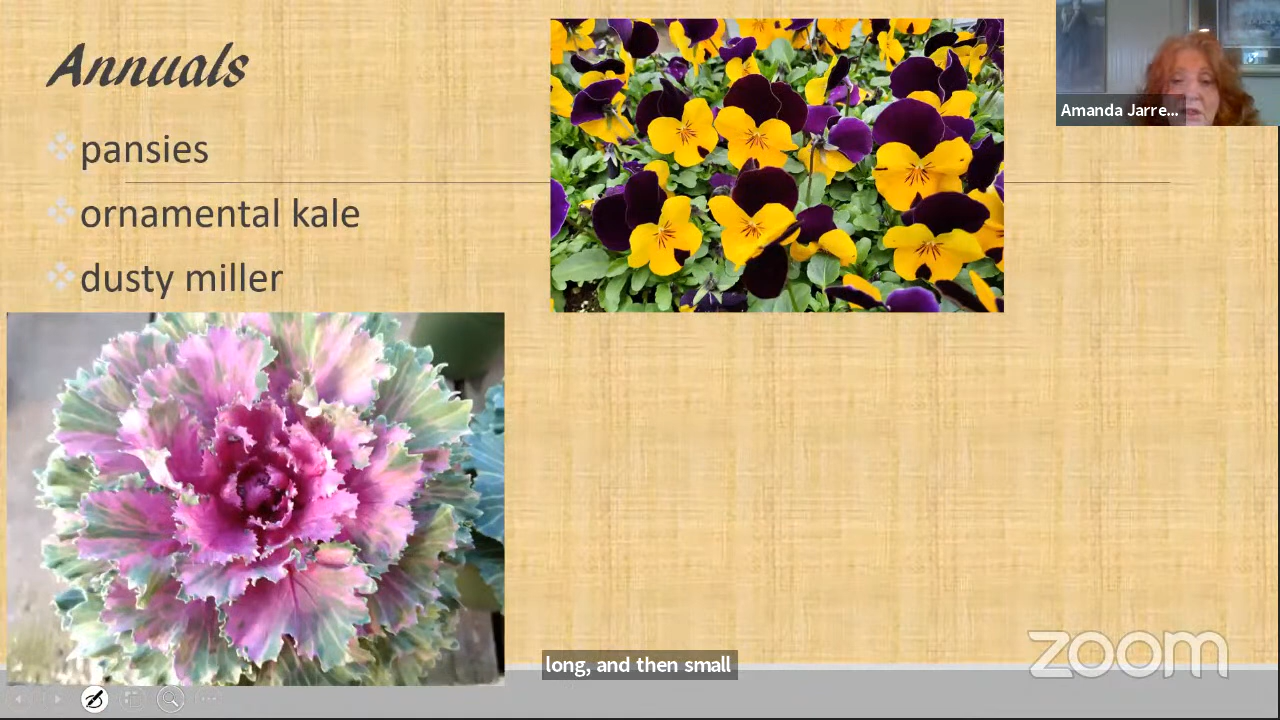 Annuals
pansies
ornamental kale
dusty miller
Amanda Jarre...
long, and then small
zoom